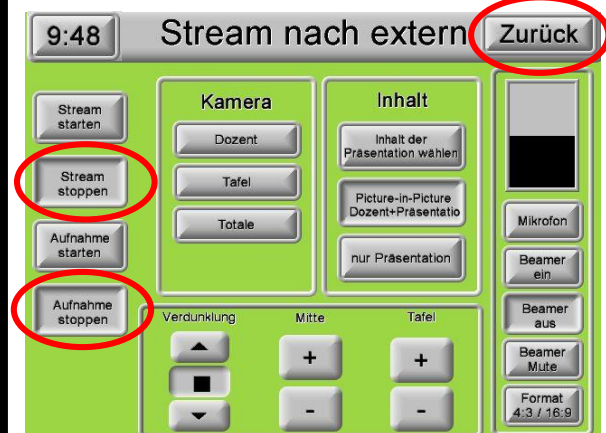 9:48
Stream nach extern
Zurück
Stream
starten
Stream
stoppen
Aufnahme
starten
Aufnahme
stoppen
Kamera
Dozent
Tafel
Totale
Inhalt
Inhalt der
Präsentation wählen
Picture-in-Picture
Dozent+Präsentatio
nur Präsentation
Verdunklung
Mitte
Tafel
+
+
-
-
Mikrofon
Beamer
ein
Beamer
aus
Beamer
Mute
Format
4:3 / 16:9